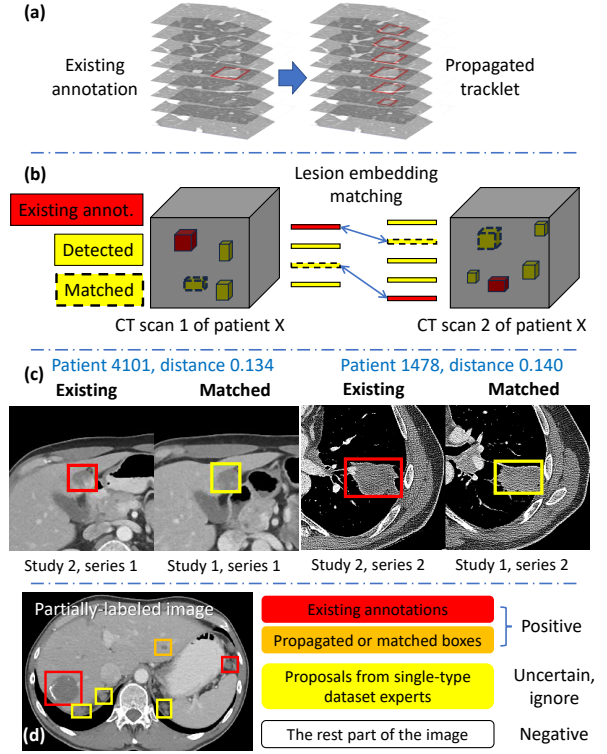 (a)
Existing
annotation
Propagated
tracklet
(b)
Lesion embedding
matching
Existing annot.
Detected
Matched
CT scan 1 of patient X
CT scan 2 of patient X
(c)
Patient 4101, distance 0.134
Patient 1478, distance 0.140
Existing
Matched
Existing
Matched
Study 2, series 1
Study 1, series 1
Study 2, series 2
Study 1, series 2
Partially-labeled image
(d)
Existing annotations
Propagated or matched boxes
Positive
Proposals from single-type
dataset experts
Uncertain,
ignore
The rest part of the image
Negative